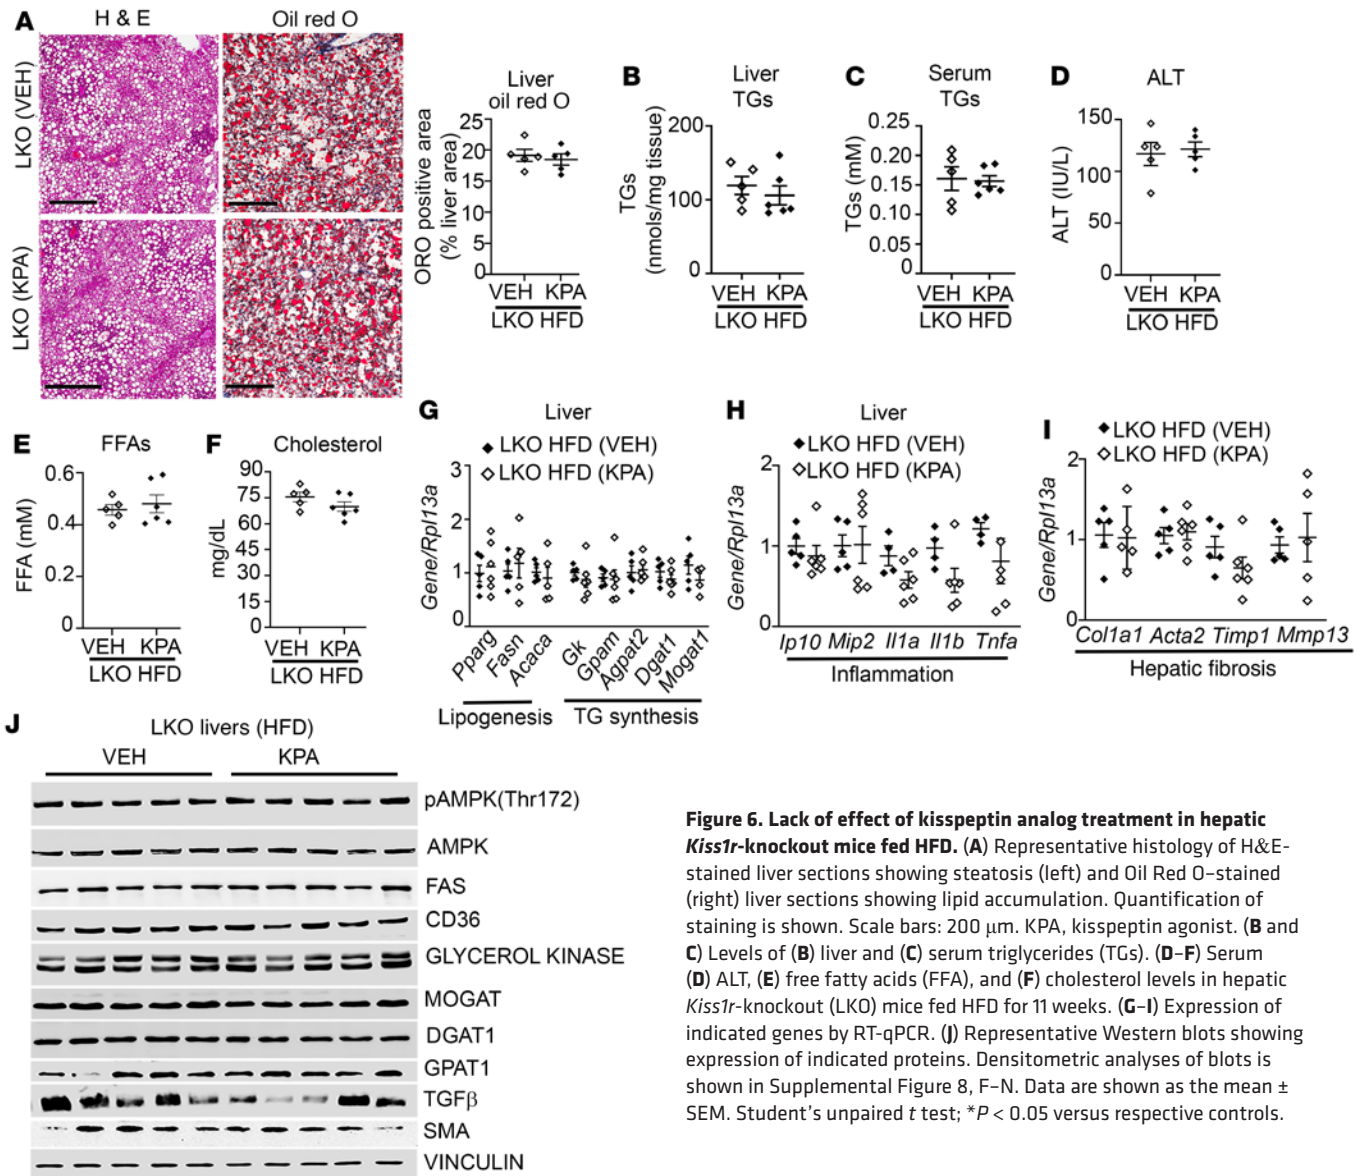 A
H & E
Oil red O
LKO (VEH)
LKO (KPA)
Liver
oil red O
ORO positive area
(% liver area)
25
20
15
10
5
0
VEH KPA
LKO HFD
B
Liver
TGs
TGs
(nmols/mg tissue)
200
100
0
VEH KPA
LKO HFD
C
Serum
TGs
TGs (mM)
0.25
0.20
0.15
0.10
0.05
0
VEH KPA
LKO HFD
D
ALT
ALT (IU/L)
150
100
50
0
VEH KPA
LKO HFD
E
FFAs
FFA (mM)
0.6
0.4
0.2
0
VEH KPA
LKO HFD
F
Cholesterol
mg/dL
90
75
60
45
30
15
0
VEH KPA
LKO HFD
G
Liver
LKO HFD (VEH)
LKO HFD (KPA)
Gene/Rpl13a
3
2
1
0
Pparg
Fasn
Acaca
Gk
Gpam
Agpat2
Dgat1
Mogat1
Lipogenesis
TG synthesis
H
Liver
LKO HFD (VEH)
LKO HFD (KPA)
Gene/Rpl13a
2
1
0
Ip10 Mip2 Il1a Il1b Tnfa
Inflammation
I
LKO HFD (VEH)
LKO HFD (KPA)
Gene/Rpl13a
2
1
0
Col1a1 Acta2 Timp1 Mmp13
Hepatic fibrosis
J
LKO livers (HFD)
VEH
KPA
pAMPK(Thr172)
AMPK
FAS
CD36
GLYCEROL KINASE
MOGAT
DGAT1
GPAT1
TGFβ
SMA
VINCULIN
Figure 6. Lack of effect of kisspeptin analog treatment in hepatic
Kiss1r-knockout mice fed HFD. (A) Representative histology of H&E-
stained liver sections showing steatosis (left) and Oil Red O–stained
(right) liver sections showing lipid accumulation. Quantification of
staining is shown. Scale bars: 200 μm. KPA, kisspeptin agonist. (B and
C) Levels of (B) liver and (C) serum triglycerides (TGs). (D–F) Serum
(D) ALT, (E) free fatty acids (FFA), and (F) cholesterol levels in hepatic
Kiss1r-knockout (LKO) mice fed HFD for 11 weeks. (G–I) Expression of
indicated genes by RT-qPCR. (J) Representative Western blots showing
expression of indicated proteins. Densitometric analyses of blots is
shown in Supplemental Figure 8, F–N. Data are shown as the mean ±
SEM. Student's unpaired t test; *P < 0.05 versus respective controls.